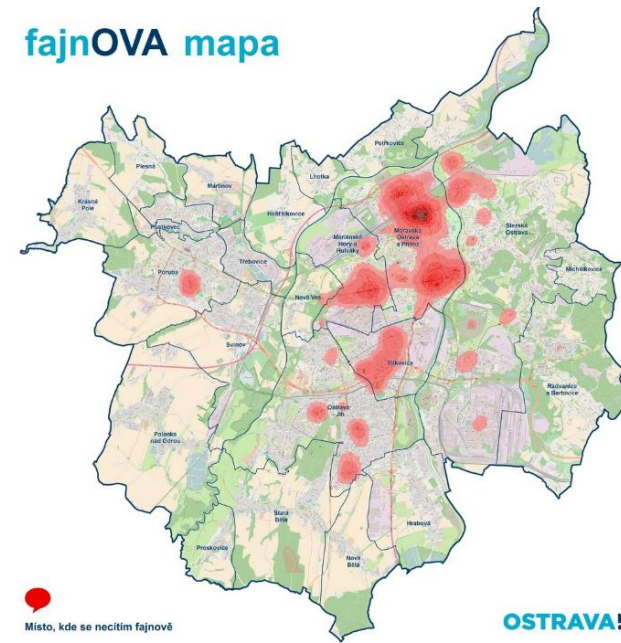 fajnOVA mapa
Petřkovice
Plesná
Lhotka
Martinov
Krásné
Pole
Hošťálkovice
Pustkovec
Mariánské
Hory a
Hulváky
Moravská
Ostrava
a Přívoz
Slezská
Ostrava
Poruba
Třebovice
Michálkovice
Nová Ves
Svinov
Vítkovice
Radvanice
a Bartovice
Ostrava
Jih
Polanka
nad Odrou
Stará
Bělá
Hrabová
Proskovice
Nová
Bělá
Místo, kde se necítím fajnově
OSTRAVA!